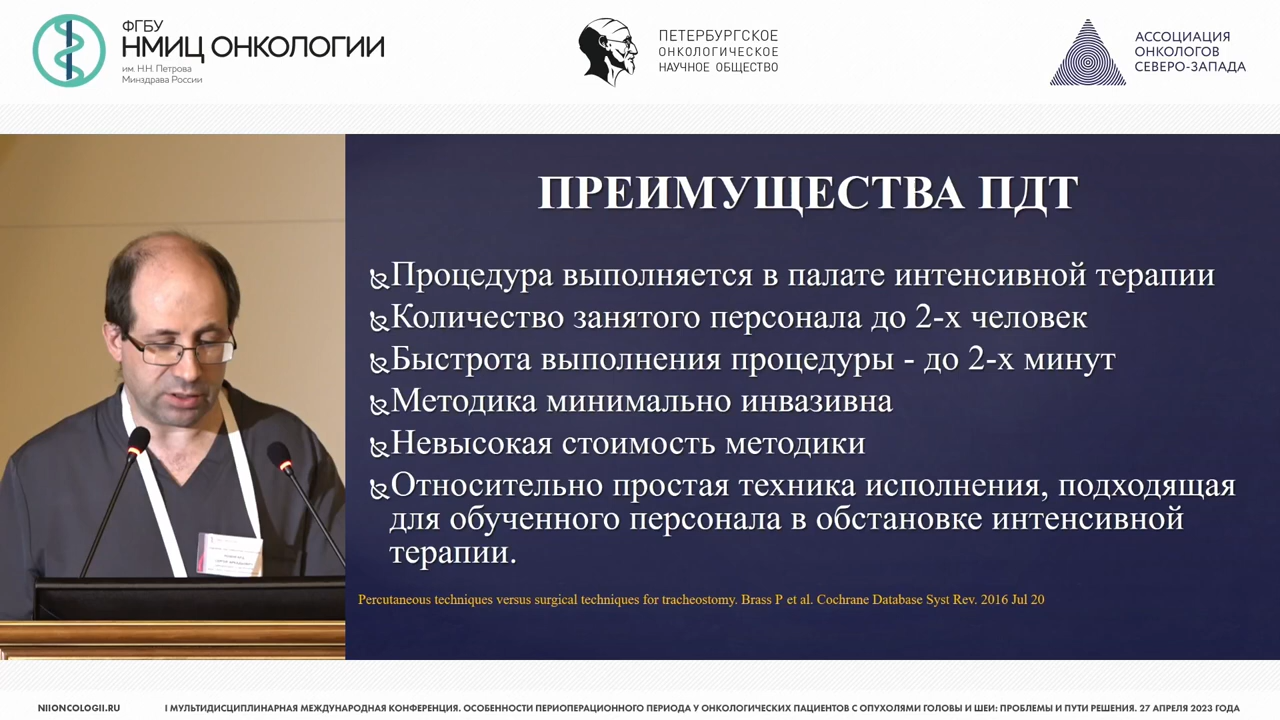 ФГБУ
НМИЦ ОНКОЛОГИИ
им. Н.Н. Петрова
Минздрава России
ПЕТЕРБУРГСКОЕ
ОНКОЛОГИЧЕСКОЕ
НАУЧНОЕ ОБЩЕСТВО
АССОЦИАЦИЯ
ОНКОЛОГОВ
СЕВЕРО-ЗАПАДА
ПРЕИМУЩЕСТВА ПДТ
Процедура выполняется в палате интенсивной терапии
Количество занятого персонала до 2-х человек
Быстрота выполнения процедуры - до 2-х минут
Методика минимально инвазивна
Невысокая стоимость методики
Относительно простая техника исполнения, подходящая
для обученного персонала в обстановке интенсивной
терапии.
Percutaneous techniques versus surgical techniques for tracheostomy. Brass P et al. Cochrane Database Syst Rev. 2016 Jul 20
NIIONCOLOGII.RU
I МУЛЬТИДИСЦИПЛИНАРНАЯ МЕЖДУНАРОДНАЯ КОНФЕРЕНЦИЯ. ОСОБЕННОСТИ ПЕРИОПЕРАЦИОННОГО ПЕРИОДА У ОНКОЛОГИЧЕСКИХ ПАЦИЕНТОВ С ОПУХОЛЯМИ ГОЛОВЫ И ШЕИ: ПРОБЛЕМЫ И ПУТИ РЕШЕНИЯ. 27 АПРЕЛЯ 2023 ГОДА